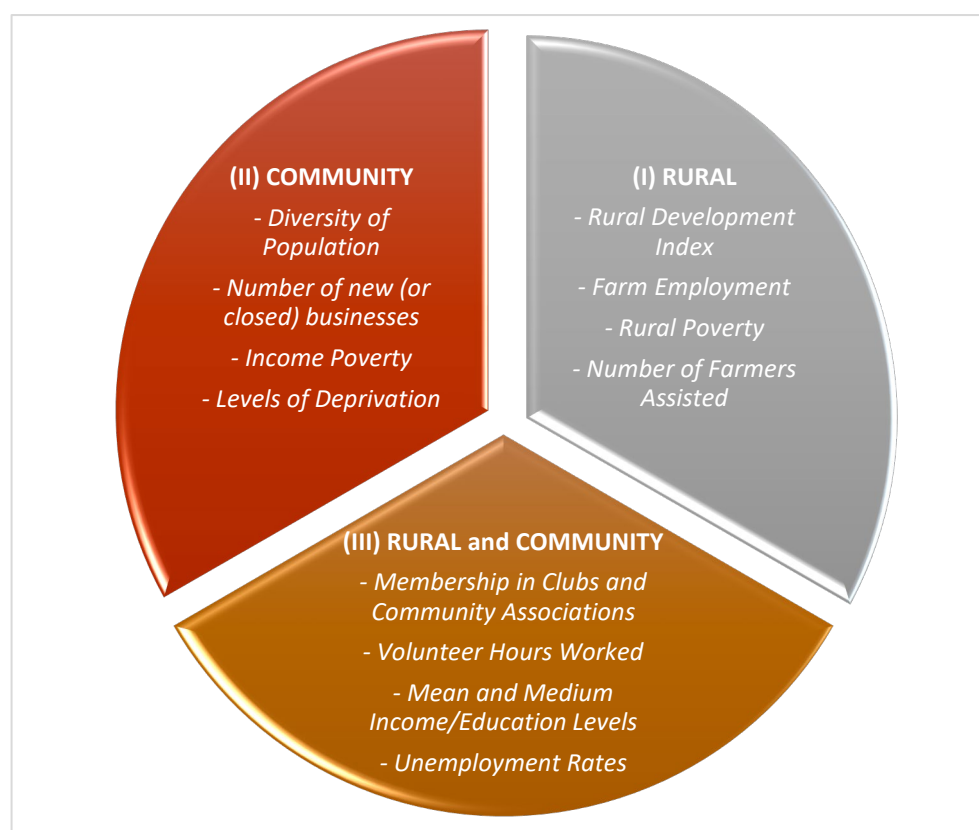 (II) COMMUNITY
- Diversity of
Population
- Number of new (or
closed) businesses
- Income Poverty
- Levels of Deprivation
(I) RURAL
- Rural Development
Index
- Farm Employment
- Rural Poverty
- Number of Farmers
Assisted
(III) RURAL and COMMUNITY
- Membership in Clubs and
Community Associations
- Volunteer Hours Worked
- Mean and Medium
Income/Education Levels
- Unemployment Rates